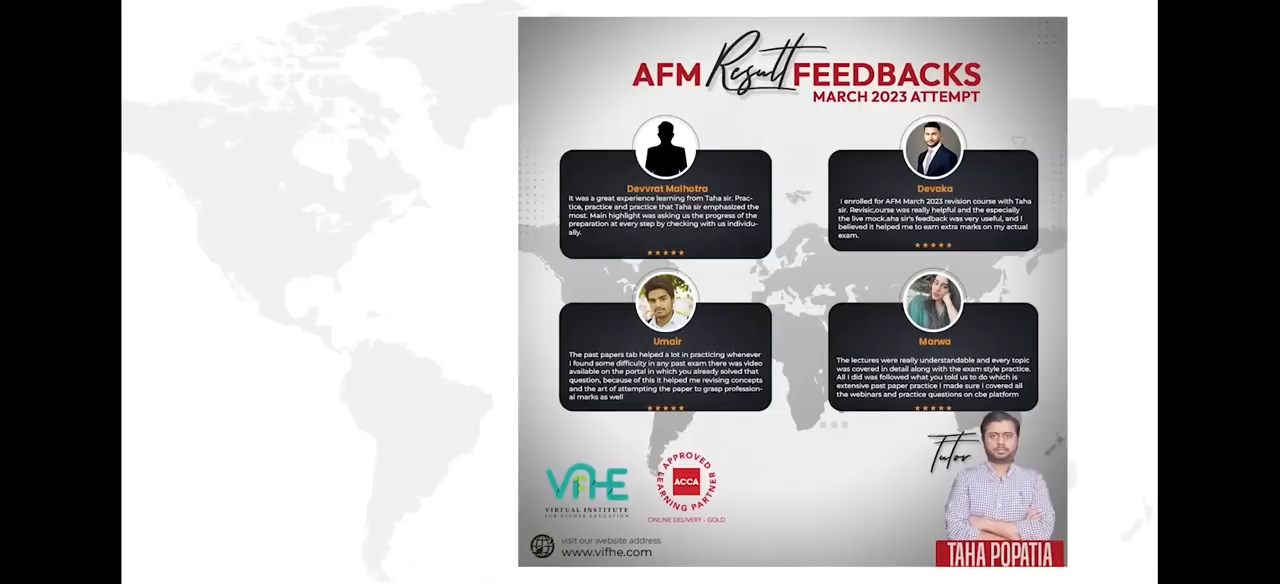 AFM Result FEEDBACKS
MARCH 2023 ATTEMPT
Devvrat Malhotra
It was a great experience learning from Taha sir. Prac-
tice, practice and practice that Taha sir emphasized the
most. Main highlight was asking us the progress of the
preparation at every step by checking with us individu-
ally.
Devaka
I enrolled for AFM March 2023 revision course with Taha
sir. Revisic,ourse was really helpful and the especially
the live mock.aha sir's feedback was very useful, and I
believed it helped me to earn extra marks on my actual
exam.
Umair
The past papers tab helped a lot in practicing whenever
I found some difficulty in any past exam there was video
available on the portal in which you already solved that
question, because of this it helped me revising concepts
and the art of attempting the paper to grasp profession-
al marks as well
Marwa
The lectures were really understandable and every topic
was covered in detail along with the exam style practice.
All I did was followed what you told us to do which is
extensive past paper practice I made sure I covered all
the webinars and practice questions on cbe platform
Tutor
TAHA POPATIA
VIFHE
VIRTUAL INSTITUTE
FOR HIGHER EDUCATION
APPROVED
ACCA
LEARNING PARTNER
ONLINE DELIVERY - GOLD
visit our website address
www.vifhe.com